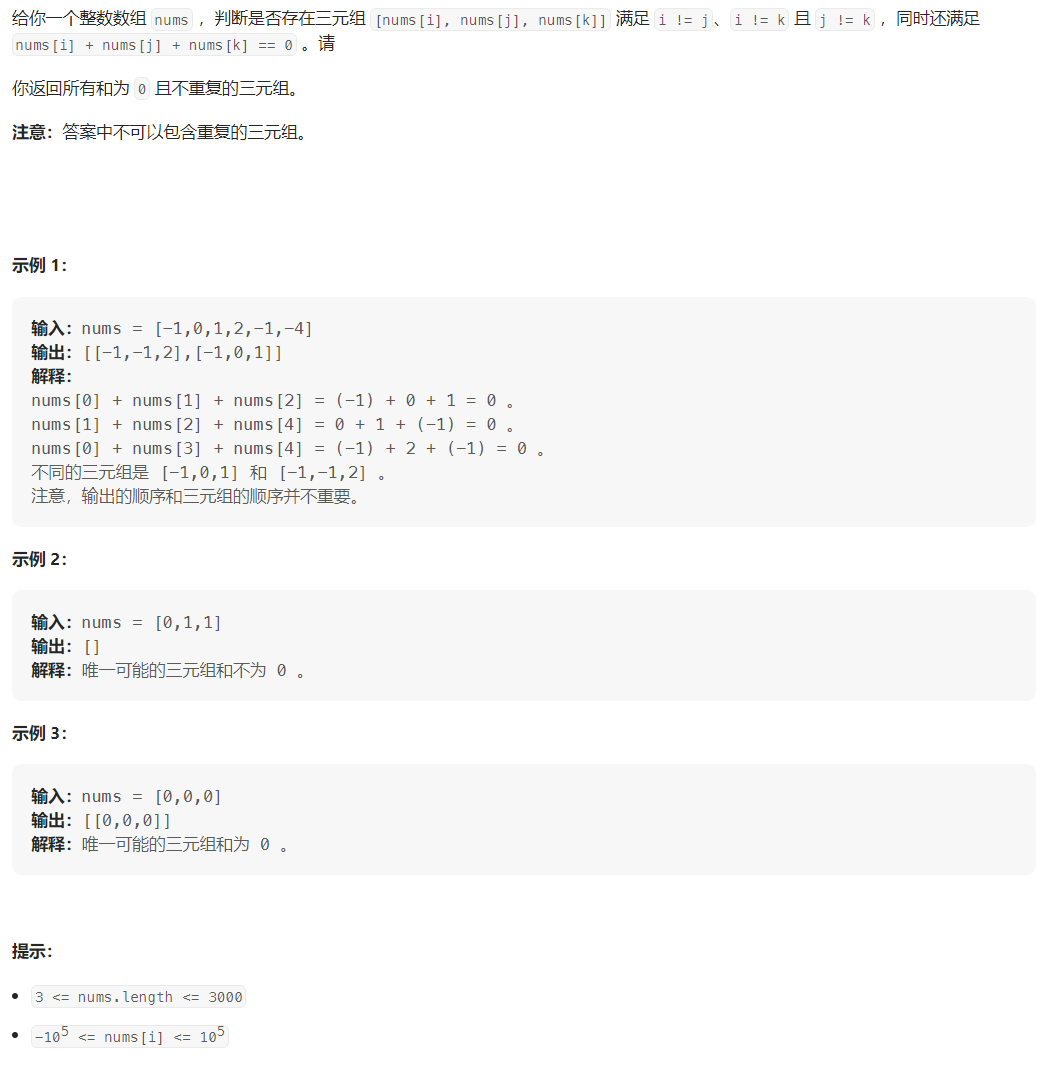 给你一个整数数组 nums ，判断是否存在三元组 [nums[i], nums[j], nums[k]] 满足 i != j、i != k 且 j != k ，同时还满足
nums[i] + nums[j] + nums[k] == 0 。请
你返回所有和为 0 且不重复的三元组。
注意：答案中不可以包含重复的三元组。
示例 1：
输入：nums = [-1,0,1,2,-1,-4]
输出：[[-1,-1,2],[-1,0,1]]
解释：
nums[0] + nums[1] + nums[2] = (-1) + 0 + 1 = 0 。
nums[1] + nums[2] + nums[4] = 0 + 1 + (-1) = 0 。
nums[0] + nums[3] + nums[4] = (-1) + 2 + (-1) = 0 。
不同的三元组是 [-1,0,1] 和 [-1,-1,2] 。
注意，输出的顺序和三元组的顺序并不重要。
示例 2：
输入：nums = [0,1,1]
输出：[]
解释：唯一可能的三元组和不为 0 。
示例 3：
输入：nums = [0,0,0]
输出：[[0,0,0]]
解释：唯一可能的三元组和为 0 。
提示：
• 3 <= nums.length <= 3000
• -10⁵ <= nums[i] <= 10⁵